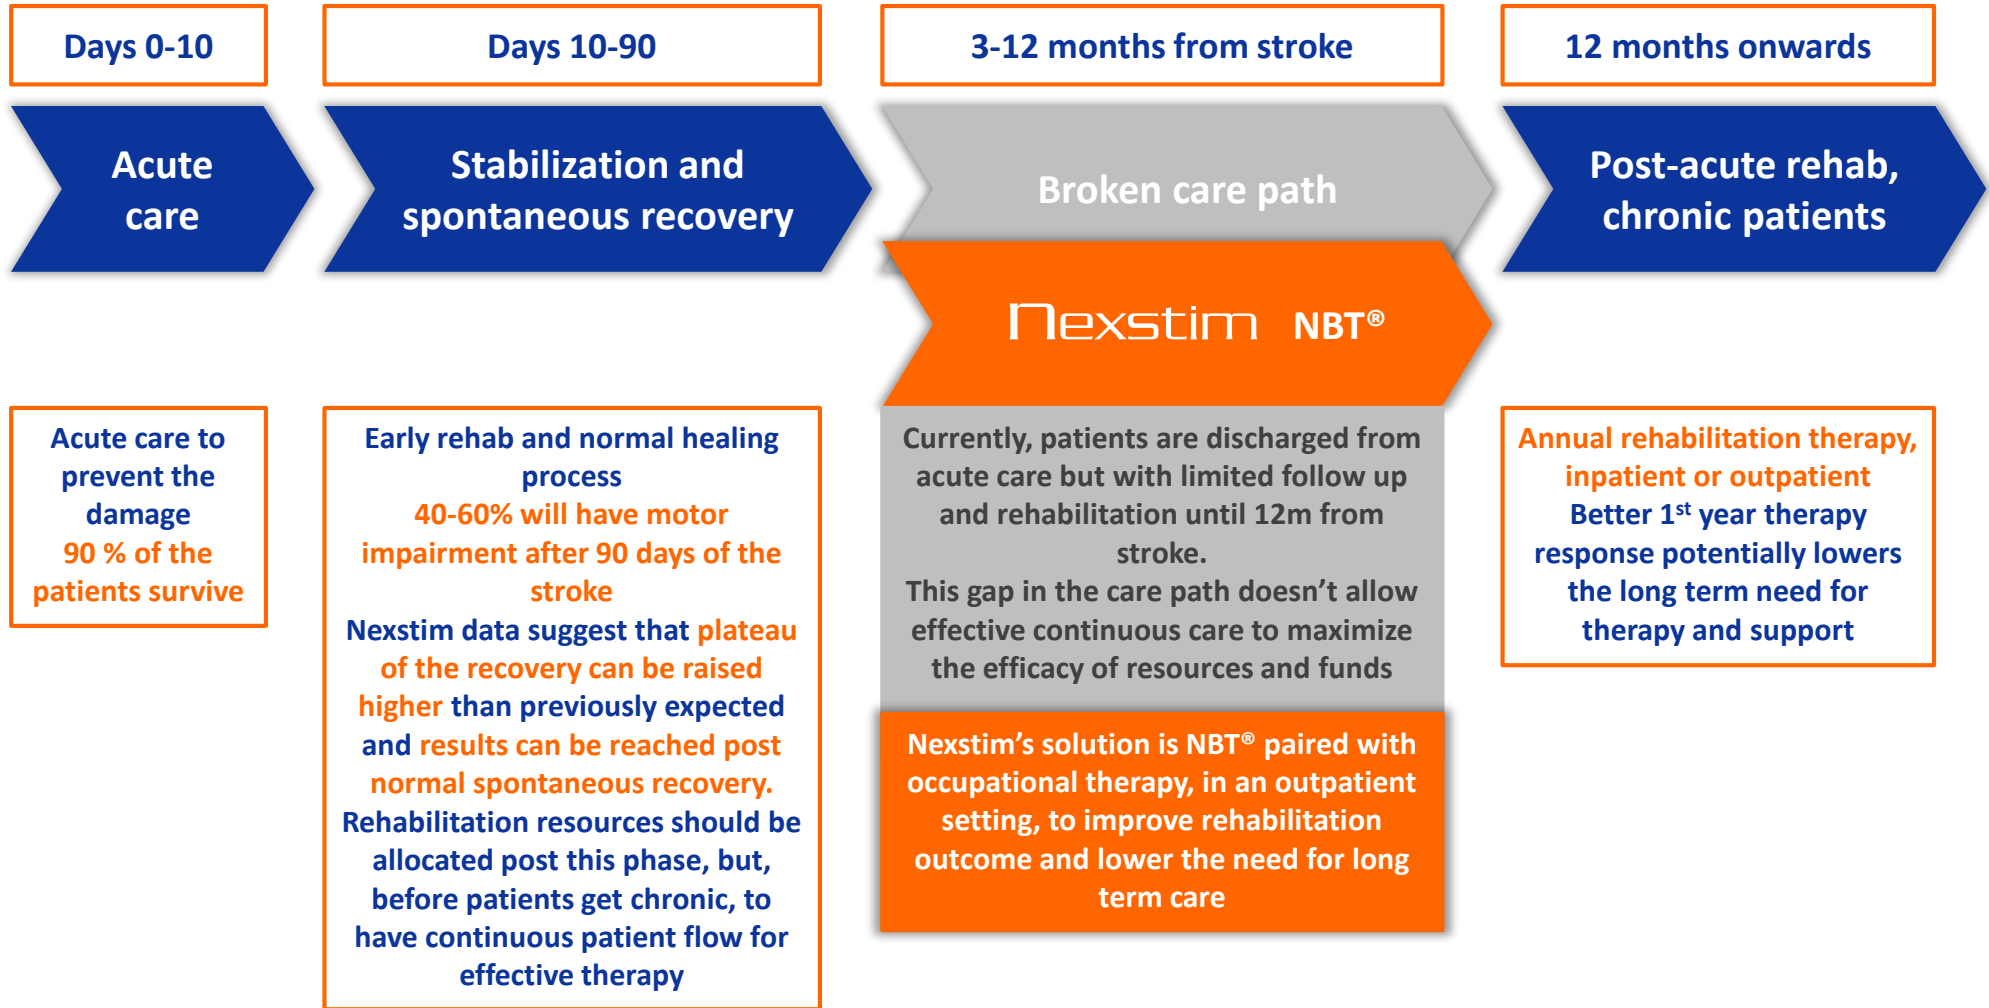 Days 0-10
Days 10-90
3-12 months from stroke
12 months onwards
Acute
care
Stabilization and
spontaneous recovery
Broken care path
Post-acute rehab,
chronic patients
Nexstim NBT®
Acute care to
prevent the
damage
90 % of the
patients survive
Early rehab and normal healing
process
40-60% will have motor
impairment after 90 days of the
stroke
Nexstim data suggest that plateau
of the recovery can be raised
higher than previously expected
and results can be reached post
normal spontaneous recovery.
Rehabilitation resources should be
allocated post this phase, but,
before patients get chronic, to
have continuous patient flow for
effective therapy
Currently, patients are discharged from
acute care but with limited follow up
and rehabilitation until 12m from
stroke.
This gap in the care path doesn’t allow
effective continuous care to maximize
the efficacy of resources and funds
Nexstim’s solution is NBT® paired with
occupational therapy, in an outpatient
setting, to improve rehabilitation
outcome and lower the need for long
term care
Annual rehabilitation therapy,
inpatient or outpatient
Better 1st year therapy
response potentially lowers
the long term need for
therapy and support